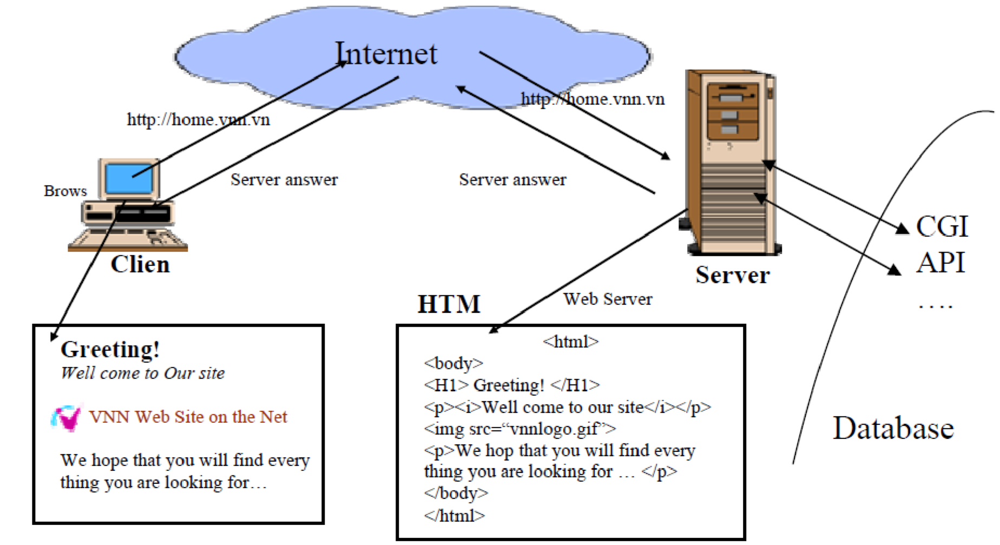 Internet
http://home.vnn.vn
http://home.vnn.vn
Server answer
Server answer
Brows
Clien
Server
CGI
API
....
HTM
Web Server
Greeting!
Well come to Our site
VNN Web Site on the Net
We hope that you will find every
thing you are looking for…
<html>
<body>
<H1> Greeting! </H1>
<p><i>Well come to our site</i></p>
<img src=“vnnlogo.gif”>
<p>We hop that you will find every
thing you are looking for … </p>
</body>
</html>
Database